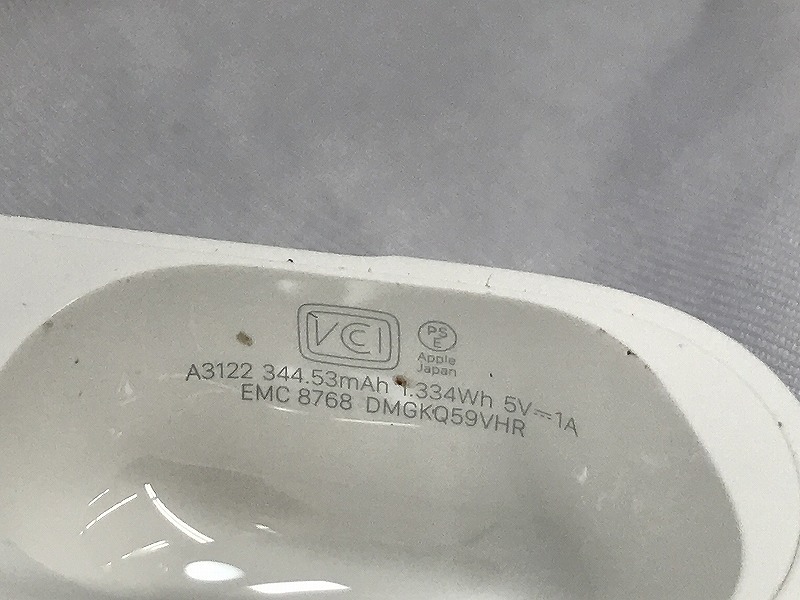 VCI
PS
E
Apple
Japan
A3122 344.53mAh 1.334Wh 5V⎓1A
EMC 8768 DMGKQ59VHR